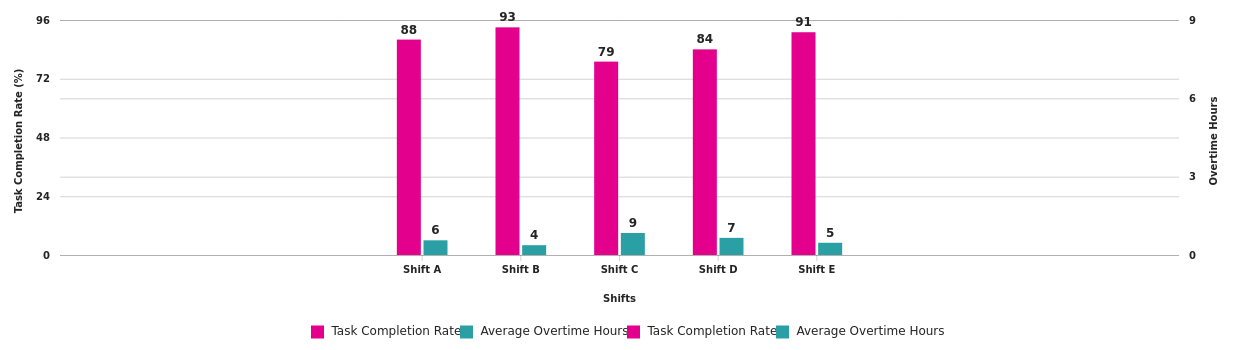 Task Completion Rate (%)
96
72
48
24
0
88
6
93
4
79
9
84
7
91
5
9
6
3
0
Overtime Hours
Shift A
Shift B
Shift C
Shift D
Shift E
Shifts
Task Completion Rate
Average Overtime Hours
Task Completion Rate
Average Overtime Hours